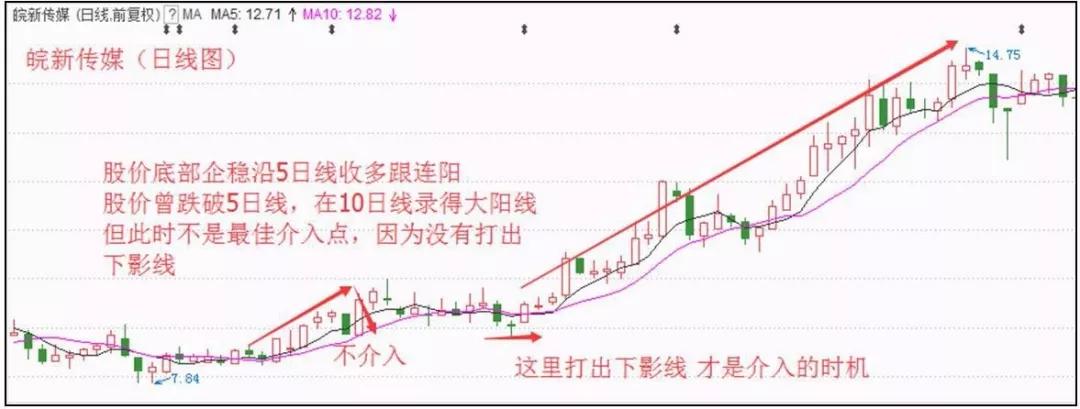 皖新传媒 (日线.前复权) ? MA MA5: 12.71 ↑ MA10: 12.82 ↓
皖新传媒（日线图）
14.75
股价底部企稳沿5日线收多跟连阳
股价曾跌破5日线，在10日线录得大阳线
但此时不是最佳介入点，因为没有打出
下影线
不介入
这里打出下影线 才是介入的时机
7.84